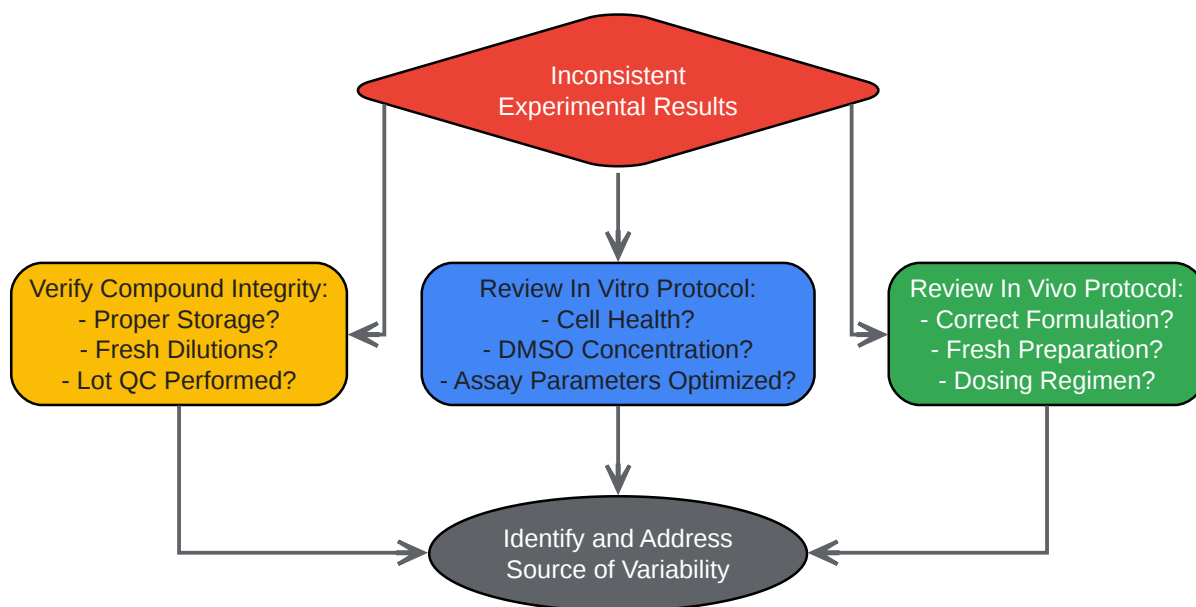 Inconsistent
Experimental Results
Verify Compound Integrity:
- Proper Storage?
- Fresh Dilutions?
- Lot QC Performed?
Review In Vitro Protocol:
- Cell Health?
- DMSO Concentration?
- Assay Parameters Optimized?
Review In Vivo Protocol:
- Correct Formulation?
- Fresh Preparation?
- Dosing Regimen?
Identify and Address
Source of Variability